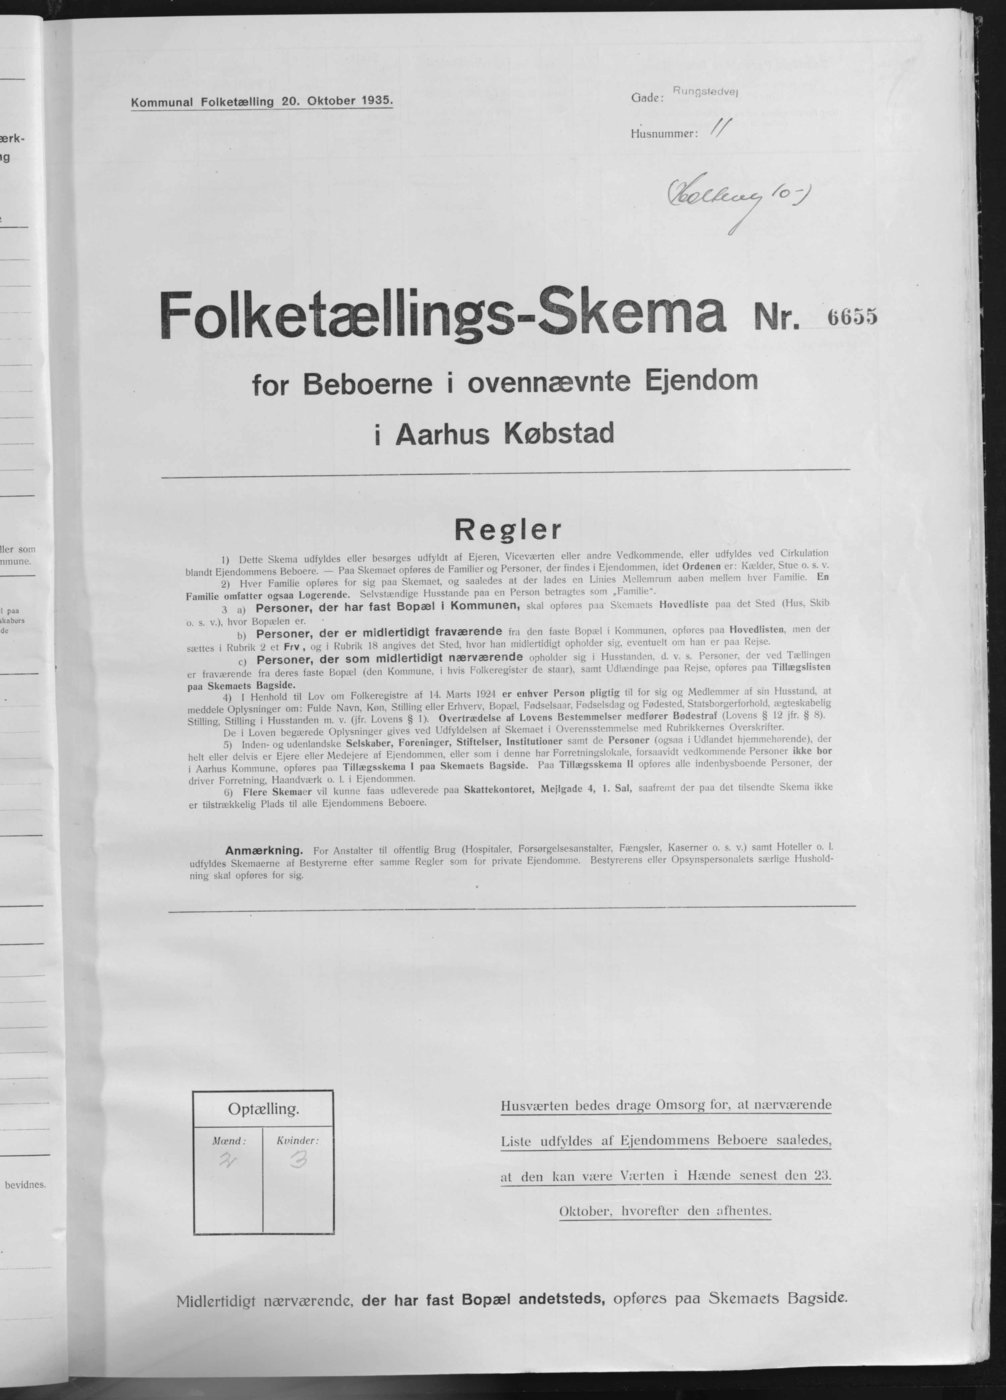 ærk-
ller som
nmune.
l paa
skabers
de
bevidnes.
Kommunal Folketælling 20. Oktober 1935.
Gade: Rungstedvej
Husnummer: 11
Folketællings-Skema Nr. 6655
for Beboerne i ovennævnte Ejendom
i Aarhus Købstad
Regler
1) Dette Skema udfyldes eller besørges udfyldt af Ejeren, Viceværten eller andre Vedkommende, eller udfyldes ved Cirkulation
blandt Ejendommens Beboere. — Paa Skemaet opføres de Familier og Personer, der findes i Ejendommen, idet Ordenen er: Kælder, Stue o. s. v.
2) Hver Familie opføres for sig paa Skemaet, og saaledes at der lades en Linies Mellemrum aaben mellem hver Familie. En
Familie omfatter ogsaa Logerende. Selvstændige Husstande paa en Person betragtes som „Familie“.
3 a) Personer, der har fast Bopæl i Kommunen, skal opføres paa Skemaets Hovedliste paa det Sted (Hus, Skib
o. s. v.), hvor Bopælen er.
b) Personer, der er midlertidigt fraværende fra den faste Bopæl i Kommunen, opføres paa Hovedlisten, men der
sættes i Rubrik 2 et Frv, og i Rubrik 18 angives det Sted, hvor han midlertidigt opholder sig, eventuelt om han er paa Rejse.
c) Personer, der som midlertidigt nærværende opholder sig i Husstanden, d. v. s. Personer, der ved Tællingen
er fraværende fra deres faste Bopæl (den Kommune, i hvis Folkeregister de staar), samt Udlændinge paa Rejse, opføres paa Tillægslisten
paa Skemaets Bagside.
4) I Henhold til Lov om Folkeregistre af 14. Marts 1924 er enhver Person pligtig til for sig og Medlemmer af sin Husstand, at
meddele Oplysninger om: Fulde Navn, Køn, Stilling eller Erhverv, Bopæl, Fødselsaar, Fødselsdag og Fødested, Statsborgerforhold, ægteskabelig
Stilling, Stilling i Husstanden m. v. (jfr. Lovens § 1). Overtrædelse af Lovens Bestemmelser medfører Bødestraf (Lovens § 12 jfr. § 8).
De i Loven begærede Oplysninger gives ved Udfyldelsen af Skemaet i Overensstemmelse med Rubrikkernes Overskrifter.
5) Inden- og udenlandske Selskaber, Foreninger, Stiftelser, Institutioner samt de Personer (ogsaa i Udlandet hjemmehørende), der
helt eller delvis er Ejere eller Medejere af Ejendommen, eller som i denne har Forretningslokale, forsaavidt vedkommende Personer ikke bor
i Aarhus Kommune, opføres paa Tillægsskema I paa Skemaets Bagside. Paa Tillægsskema II opføres alle indenbysboende Personer, der
driver Forretning, Haandværk o. l. i Ejendommen.
6) Flere Skemaer vil kunne faas udleverede paa Skattekontoret, Mejlgade 4, 1. Sal, saafremt der paa det tilsendte Skema ikke
er tilstrækkelig Plads til alle Ejendommens Beboere.
Anmærkning. For Anstalter til offentlig Brug (Hospitaler, Forsørgelsesanstalter, Fængsler, Kaserner o. s. v.) samt Hoteller o. l.
udfyldes Skemaerne af Bestyrerne efter samme Regler som for private Ejendomme. Bestyrerens eller Opsynspersonalets særlige Hushold-
ning skal opføres for sig.
Optælling.
Mænd: Kvinder:
2 3
Husværten bedes drage Omsorg for, at nærværende
Liste udfyldes af Ejendommens Beboere saaledes,
at den kan være Værten i Hænde senest den 23.
Oktober, hvorefter den afhentes.
Midlertidigt nærværende, der har fast Bopæl andetsteds, opføres paa Skemaets Bagside.